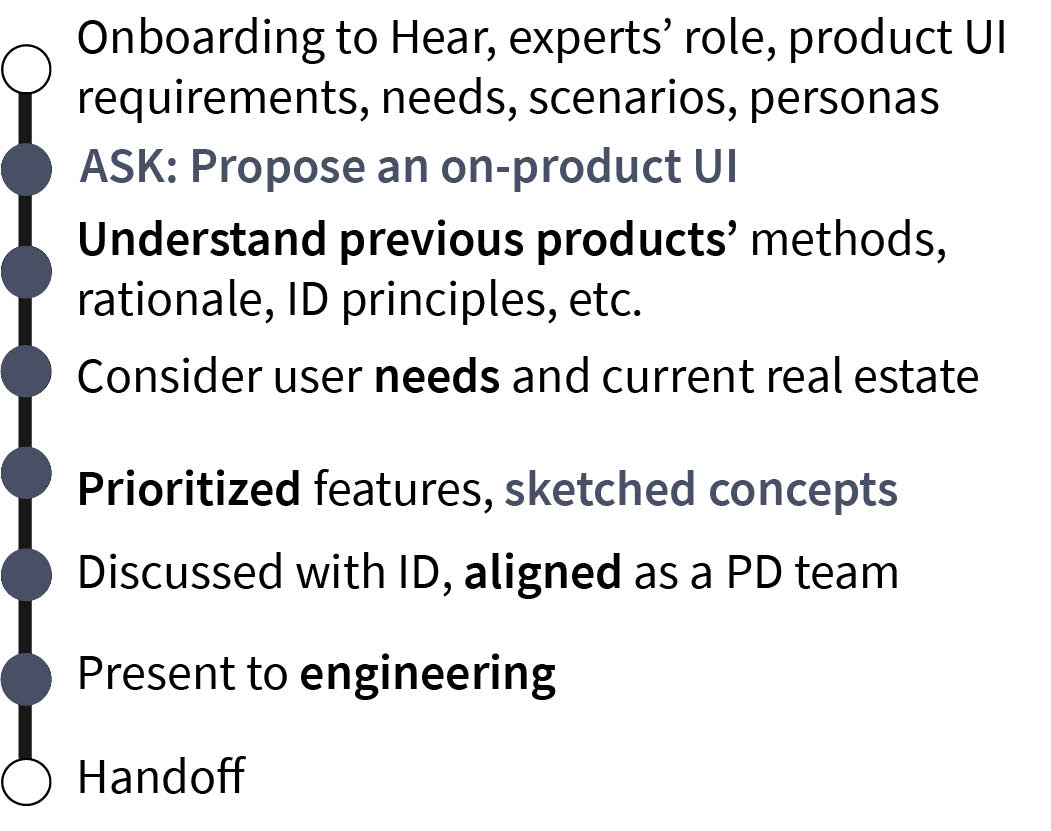 Onboarding to Hear, experts’ role, product UI
requirements, needs, scenarios, personas
ASK: Propose an on-product UI
Understand previous products’ methods,
rationale, ID principles, etc.
Consider user needs and current real estate
Prioritized features, sketched concepts
Discussed with ID, aligned as a PD team
Present to engineering
Handoff